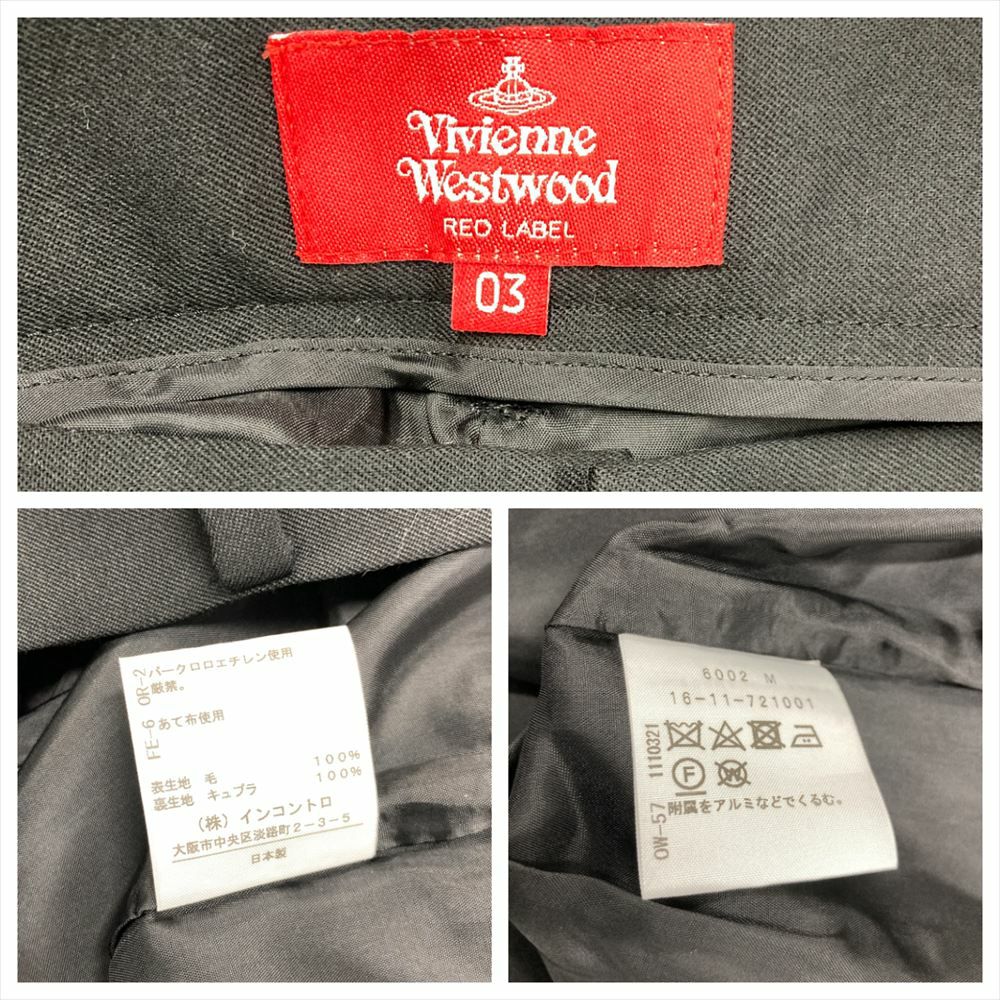 Vivienne
Westwood
RED LABEL
03
OR-2 パークロロエチレン使用
厳禁。
FE-6 あて布使用
表生地 毛 100%
裏生地 キュプラ 100%
(株) インコントロ
大阪市中央区淡路町2-3-5
日本製
6002 M
16-11-721001
1110321
F W
OW-57 附属をアルミなどでくるむ。